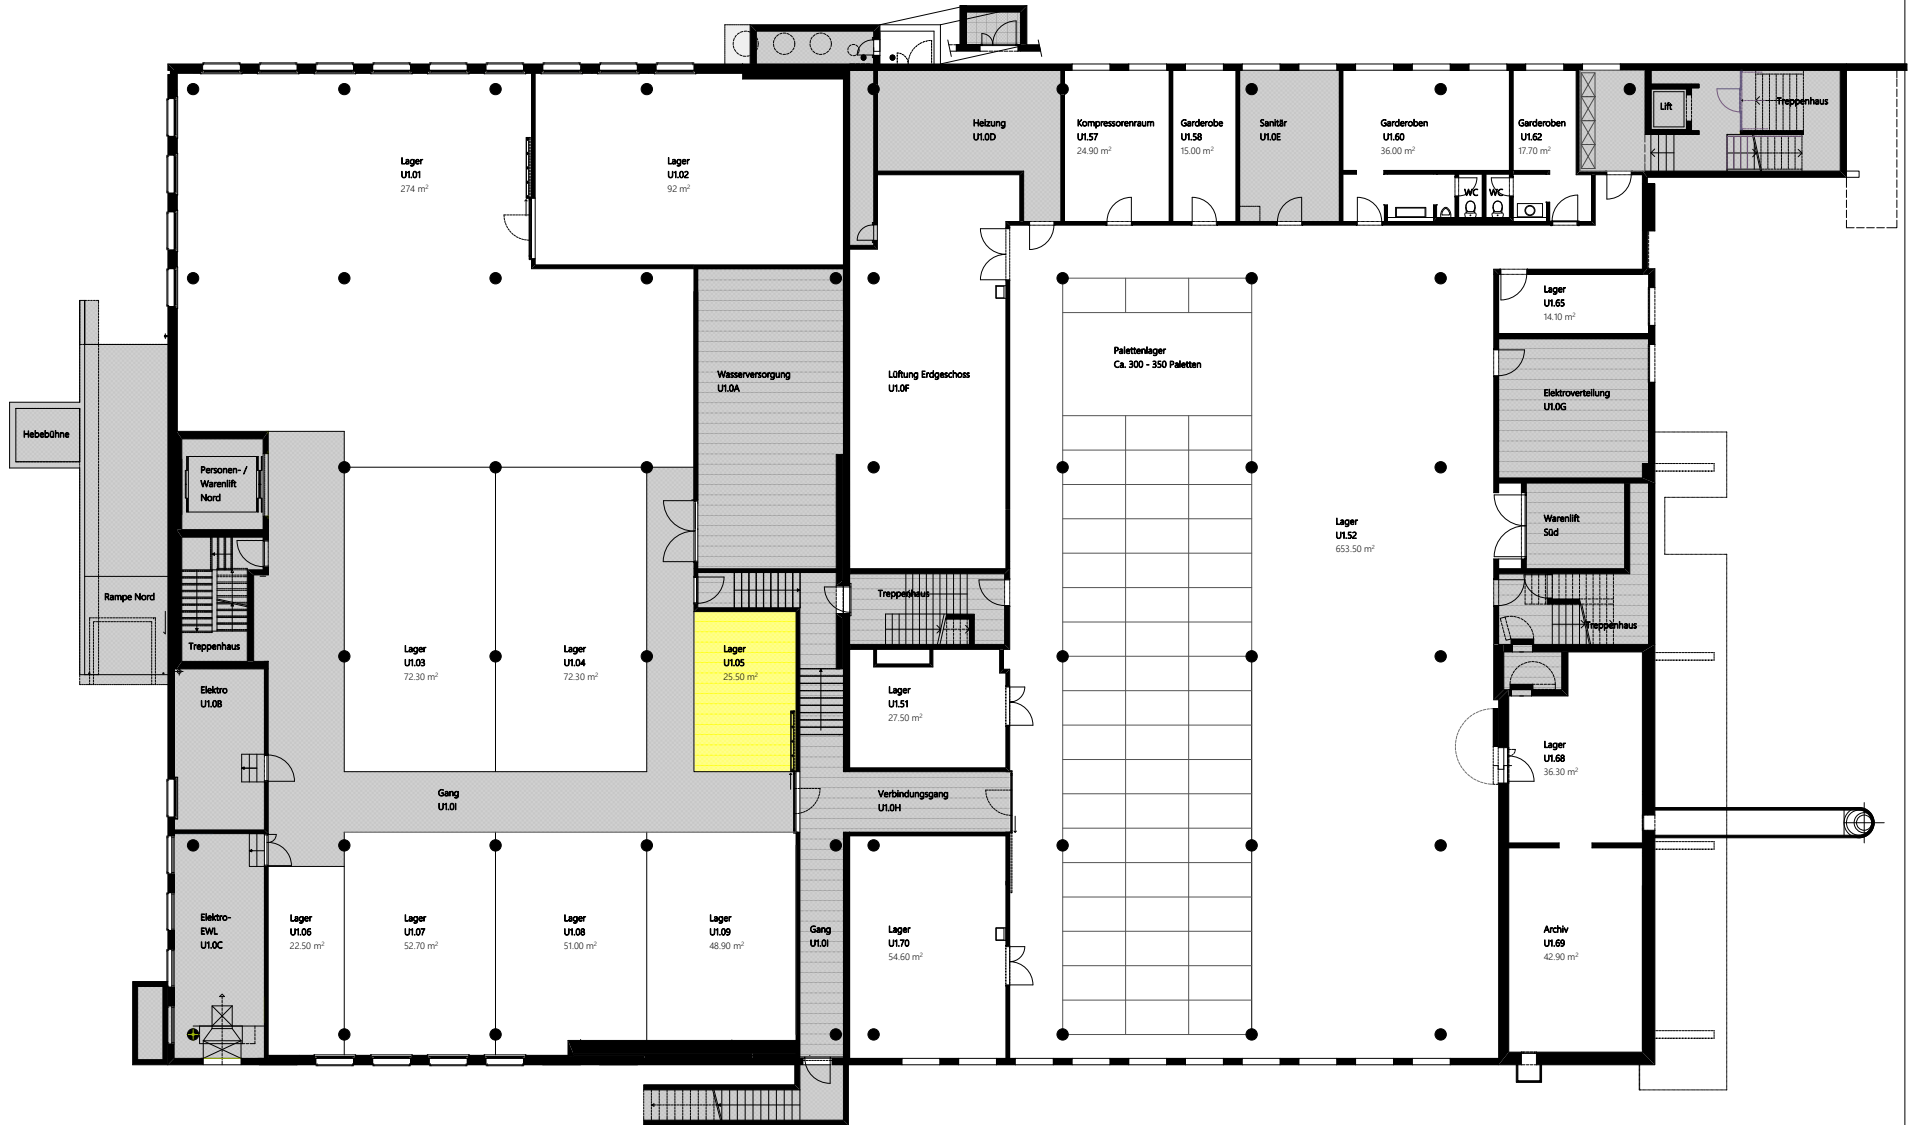 Lager
U1.01
274 m²
Lager
U1.02
92 m²
Heizung
U1.0D
Kompressorenraum
U1.57
24.90 m²
Garderobe
U1.58
15.00 m²
Sanitär
U1.0E
Garderoben
U1.60
36.00 m²
Garderoben
U1.62
17.70 m²
Lift
Treppenhaus
WC
WC
Lager
U1.65
14.10 m²
Palettenlager
Ca. 300 - 350 Paletten
Wasserversorgung
U1.0A
Lüftung Erdgeschoss
U1.0F
Elektroverteilung
U1.0G
Hebebühne
Personen- /
Warenlift
Nord
Lager
U1.52
653.50 m²
Warenlift
Süd
Rampe Nord
Treppenhaus
Treppenhaus
Treppenhaus
Lager
U1.03
72.30 m²
Lager
U1.04
72.30 m²
Lager
U1.05
25.50 m²
Elektro
U1.0B
Lager
U1.51
27.50 m²
Lager
U1.68
36.30 m²
Gang
U1.0I
Verbindungsgang
U1.0H
Elektro-
EWL
U1.0C
Lager
U1.06
22.50 m²
Lager
U1.07
52.70 m²
Lager
U1.08
51.00 m²
Lager
U1.09
48.90 m²
Gang
U1.0I
Lager
U1.70
54.60 m²
Archiv
U1.69
42.90 m²